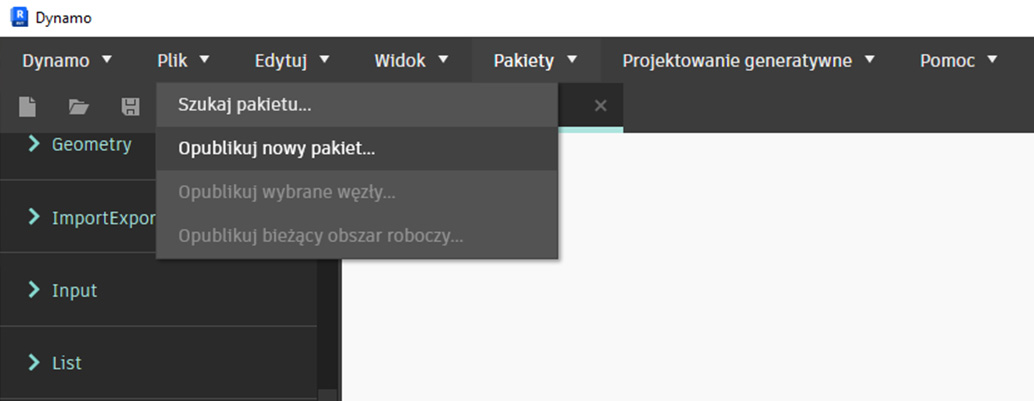 Dynamo
Dynamo Plik Edytuj Widok Pakiety Projektowanie generatywne Pomoc
Szukaj pakietu...
Opublikuj nowy pakiet...
Opublikuj wybrane węzły...
Opublikuj bieżący obszar roboczy...
Geometry
ImportExpor
Input
List